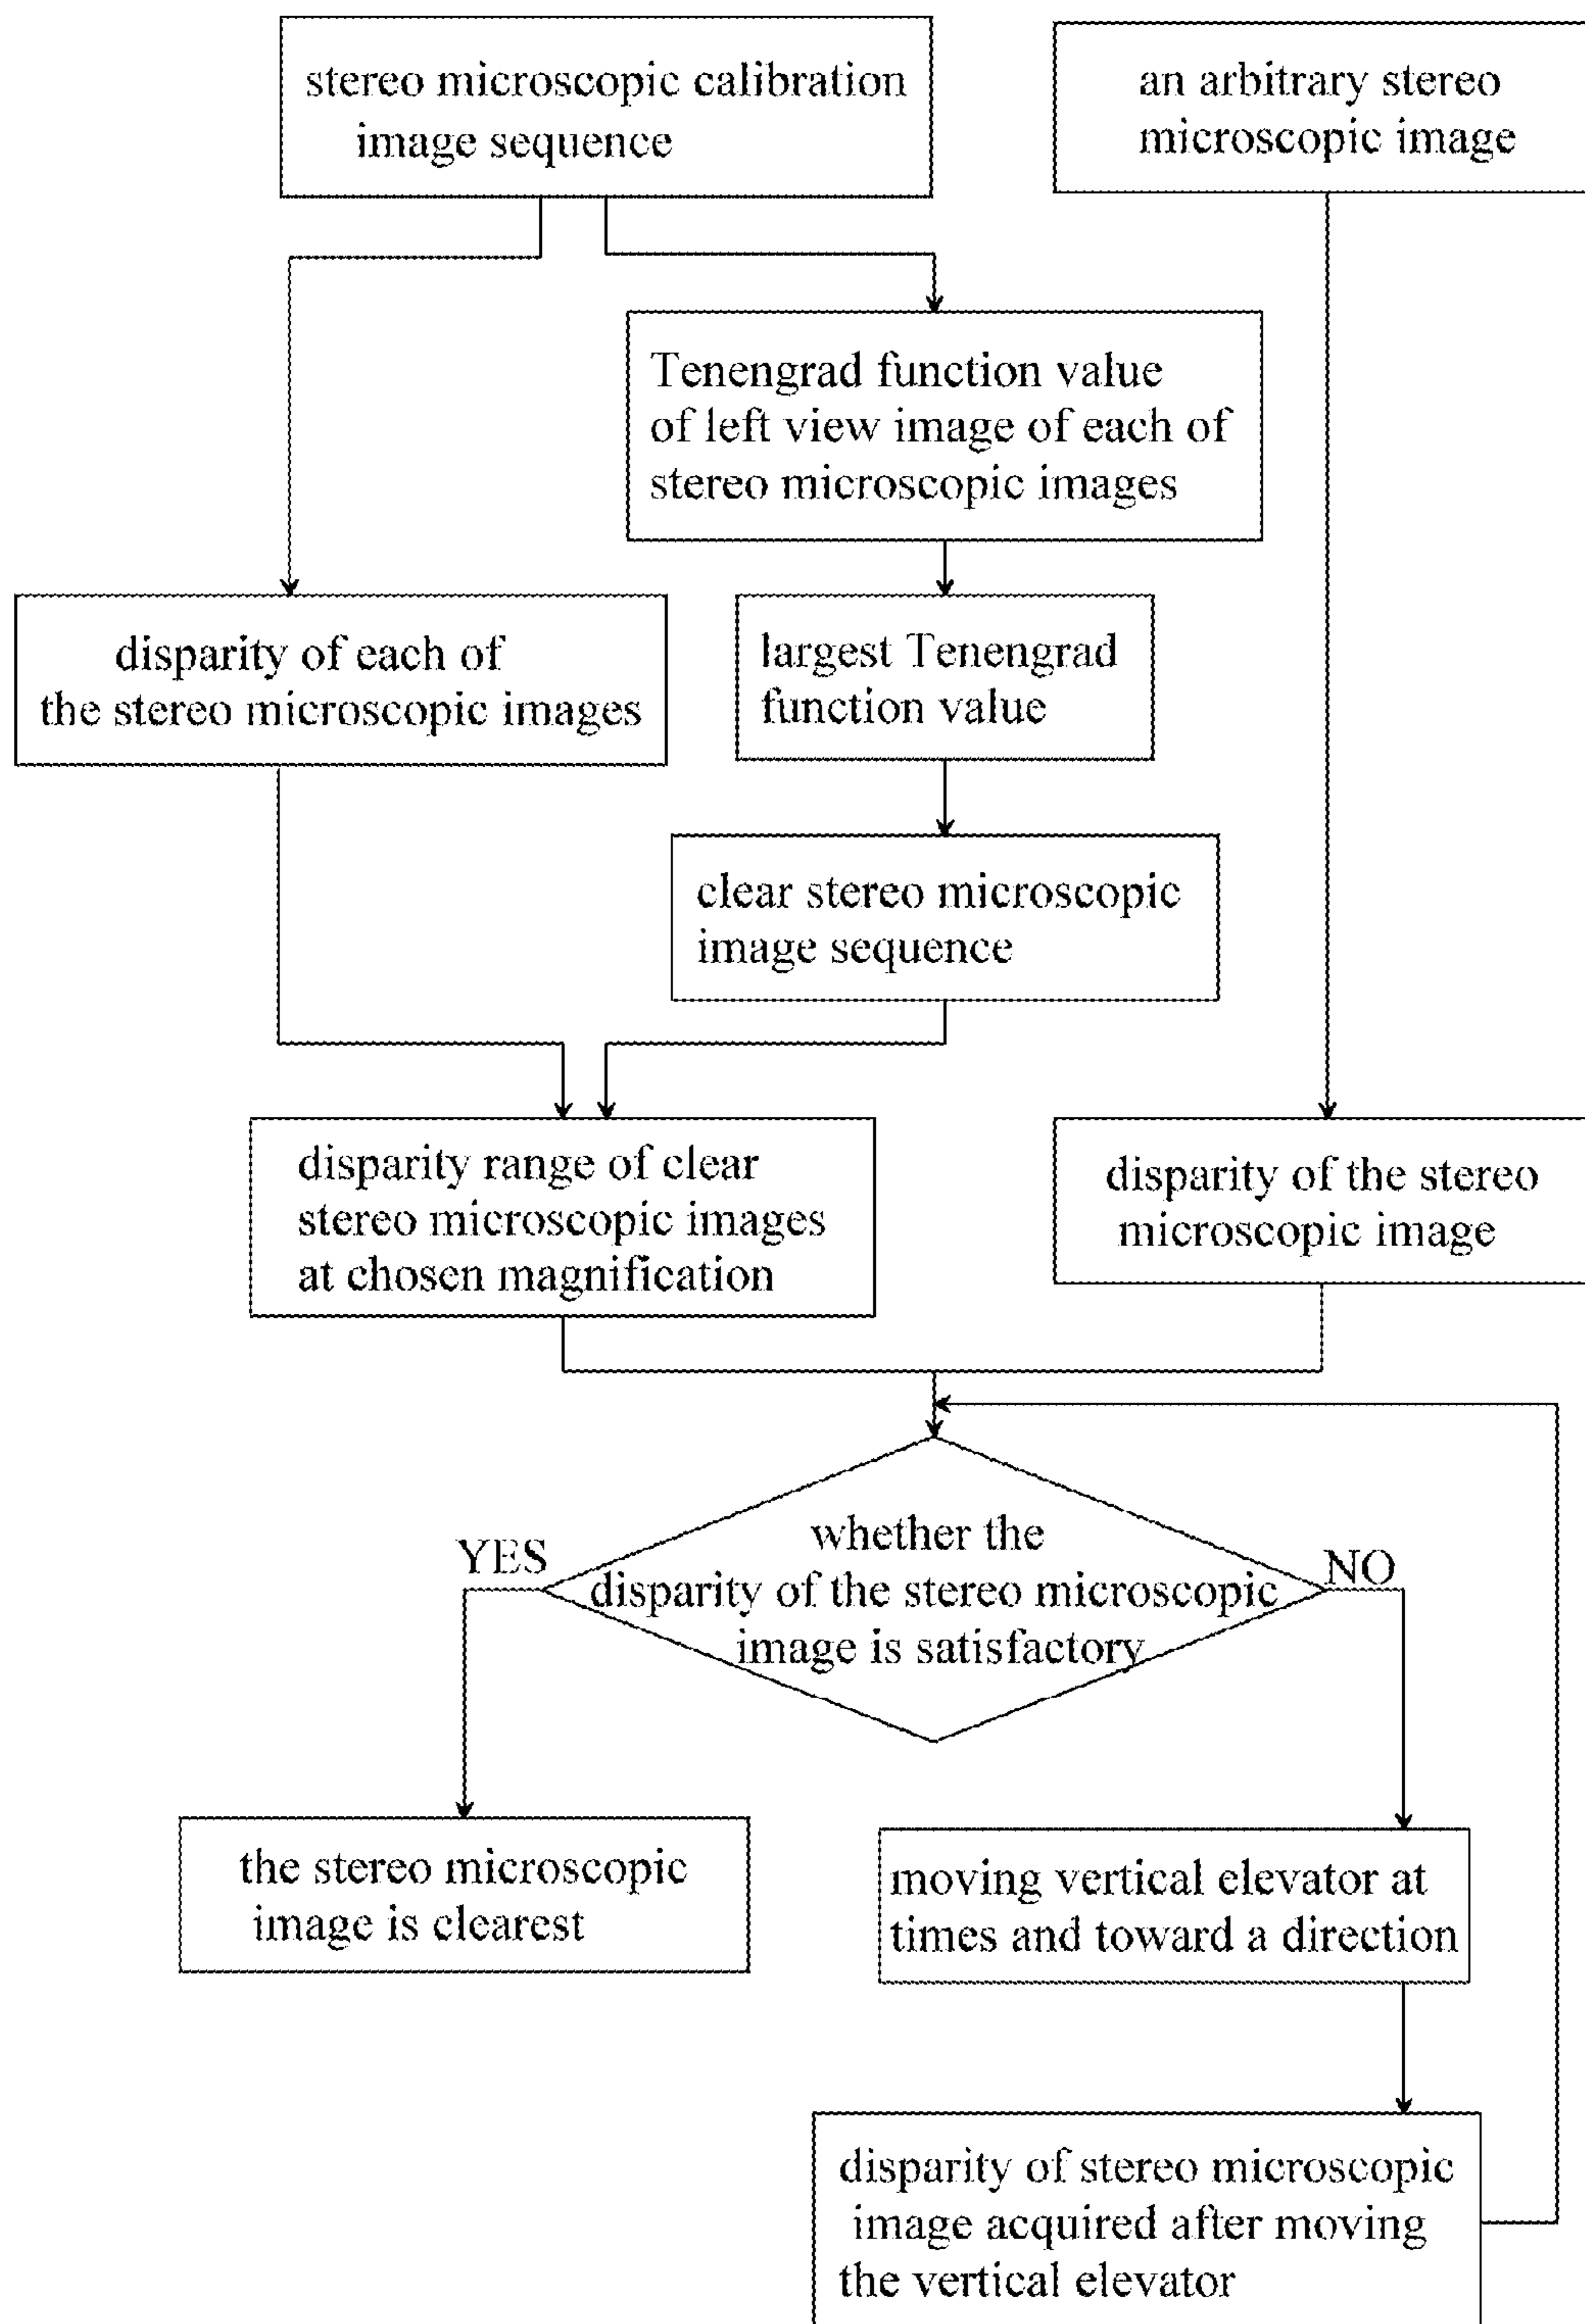 stereo microscopic calibration
image sequence
an arbitrary stereo
microscopic image
Tenengrad function value
of left view image of each of
stereo microscopic images
disparity of each of
the stereo microscopic images
largest Tenengrad
function value
clear stereo microscopic
image sequence
disparity range of clear
stereo microscopic images
at chosen magnification
disparity of the stereo
microscopic image
whether the
disparity of the stereo microscopic
image is satisfactory
YES
NO
the stereo microscopic
image is clearest
moving vertical elevator at
times and toward a direction
disparity of stereo microscopic
image acquired after moving
the vertical elevator